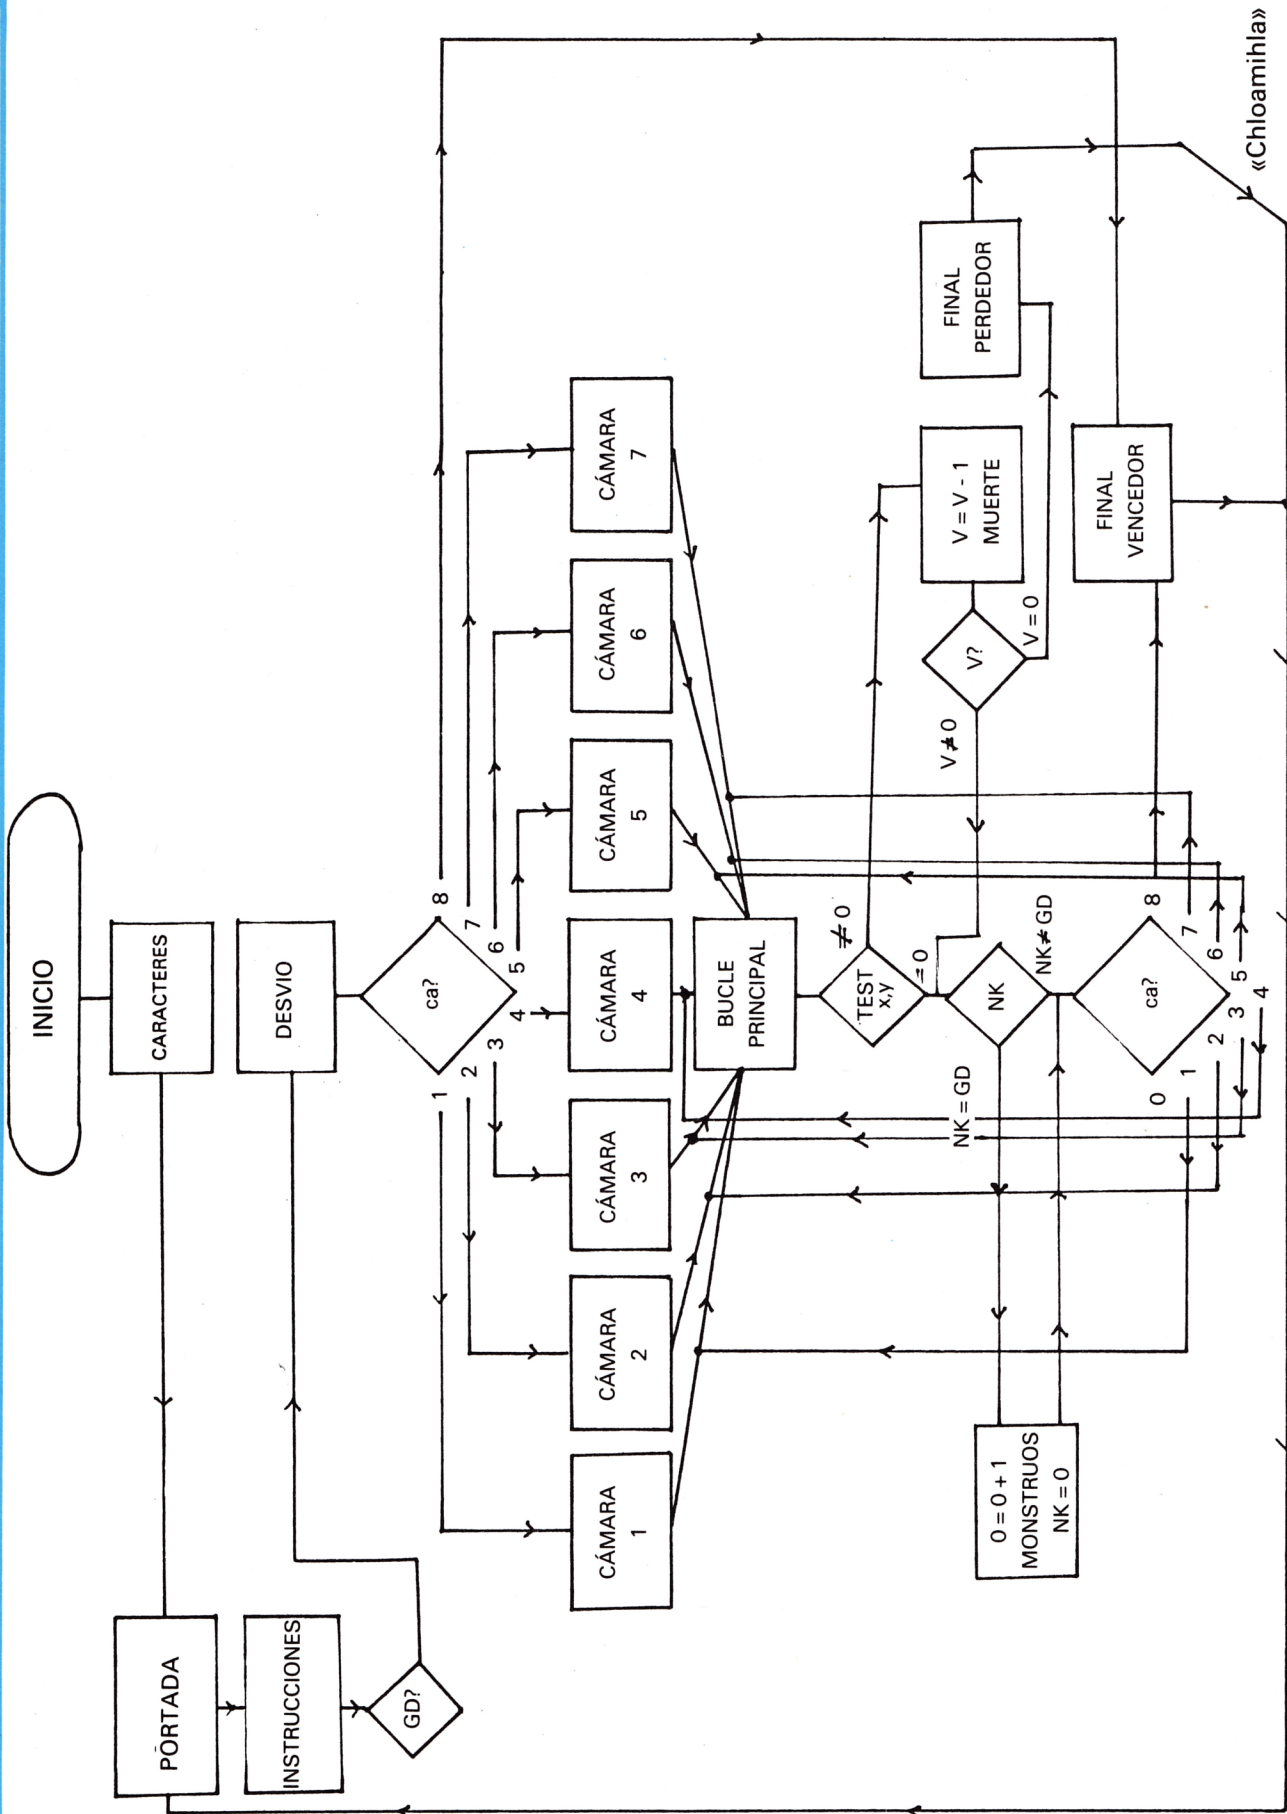 INICIO
CARACTERES
PORTADA
INSTRUCCIONES
GD?
DESVIO
ca?
1
2
3
4
5
6
7
8
CÁMARA
1
CÁMARA
2
CÁMARA
3
CÁMARA
4
CÁMARA
5
CÁMARA
6
CÁMARA
7
BUCLE
PRINCIPAL
TEST
x,y
≠ 0
= 0
V = V - 1
MUERTE
V?
V = 0
V ≠ 0
FINAL
PERDEDOR
NK
NK = GD
NK ≠ GD
0 = 0 + 1
MONSTRUOS
NK = 0
ca?
0
1
2
3
4
5
6
7
8
FINAL
VENCEDOR
«Chloamihla»